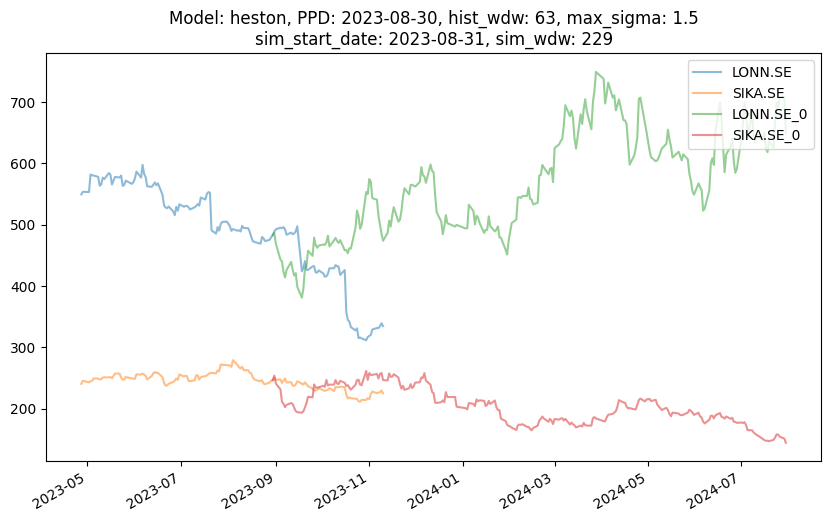 Model: heston, PPD: 2023-08-30, hist_wdw: 63, max_sigma: 1.5
sim_start_date: 2023-08-31, sim_wdw: 229
LONN.SE
SIKA.SE
LONN.SE_0
SIKA.SE_0
700
600
500
400
300
200
2023-05
2023-07
2023-09
2023-11
2024-01
2024-03
2024-05
2024-07